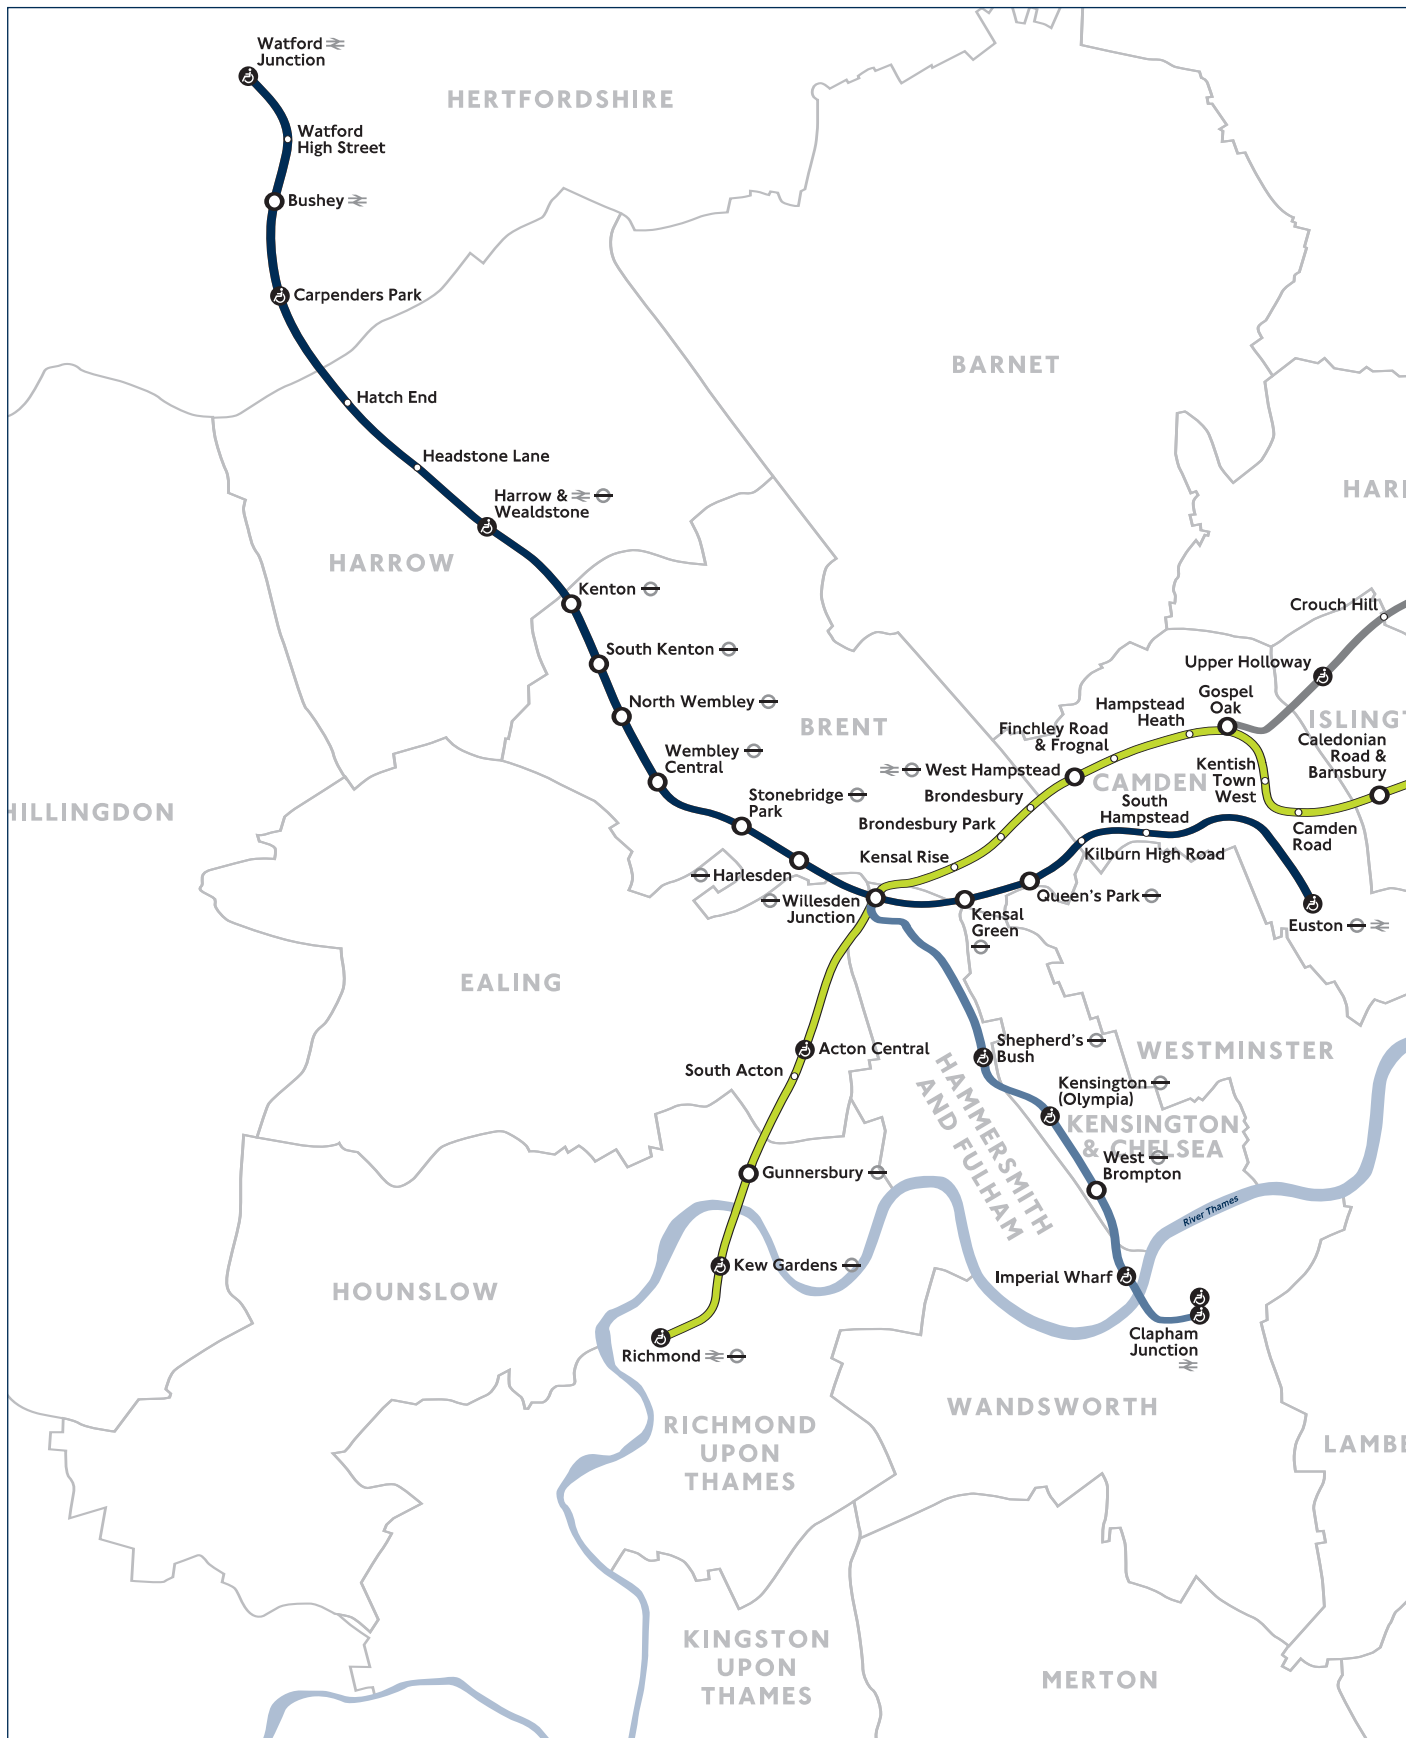 Watford
Junction
HERTFORDSHIRE
Watford
High Street
Bushey
Carpenders Park
BARNET
Hatch End
Headstone Lane
Harrow &
Wealdstone
HARROW
Kenton
Crouch Hill
South Kenton
Upper Holloway
North Wembley
Gospel
Oak
Hampstead
Heath
BRENT
Finchley Road
& Frognal
Wembley
Central
Caledonian
Road &
Barnsbury
West Hampstead
Kentish
Town
West
CAMDEN
Stonebridge
Park
Brondesbury
South
Hampstead
HILLINGDON
Brondesbury Park
Camden
Road
Kensal Rise
Kilburn High Road
Harlesden
Queen's Park
Willesden
Junction
Kensal
Green
Euston
EALING
Acton Central
Shepherd's
Bush
WESTMINSTER
South Acton
Kensington
(Olympia)
HAMMERSMITH
AND FULHAM
KENSINGTON
& CHELSEA
Gunnersbury
West
Brompton
River Thames
Kew Gardens
Imperial Wharf
HOUNSLOW
Richmond
Clapham
Junction
WANDSWORTH
RICHMOND
UPON
THAMES
LAMBE
KINGSTON
UPON
THAMES
MERTON